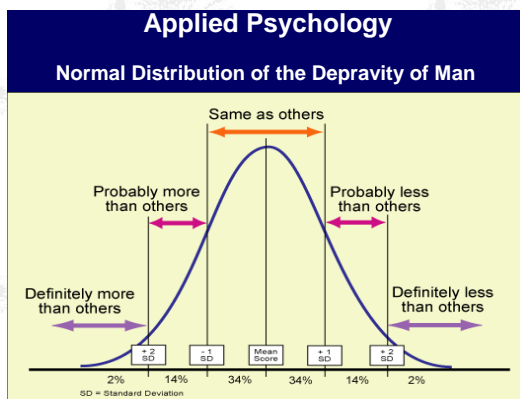 Applied Psychology
Normal Distribution of the Depravity of Man
Same as others
Probably more
than others
Probably less
than others
Definitely more
than others
Definitely less
than others
+ 2
SD
- 1
SD
Mean
Score
+ 1
SD
+ 2
SD
2%
14%
34%
34%
14%
2%
SD = Standard Deviation